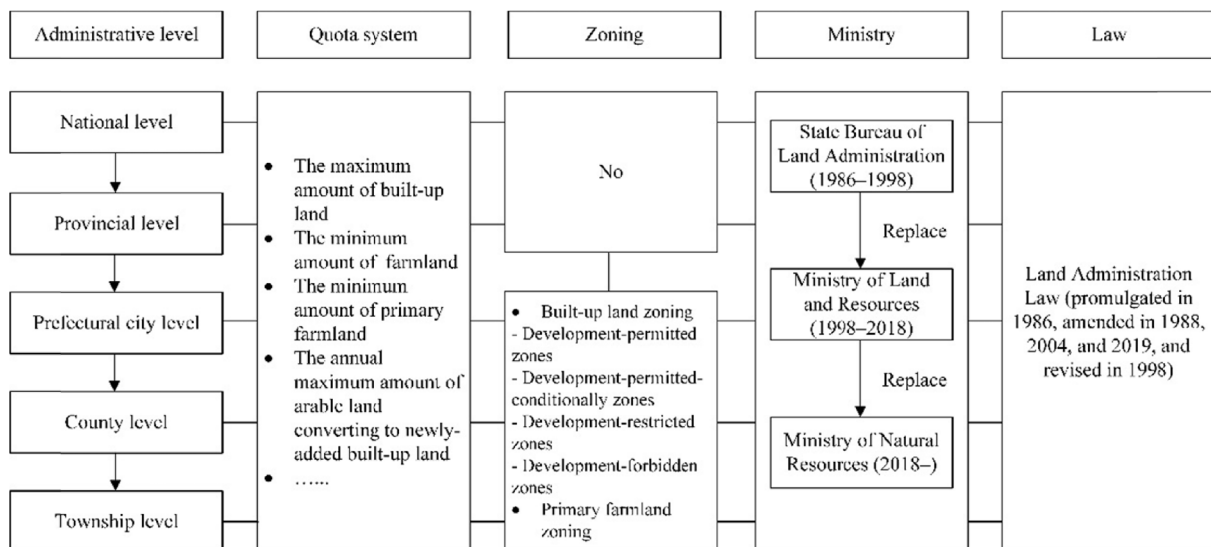 Administrative level
Quota system
Zoning
Ministry
Law
National level
Provincial level
Prefectural city level
County level
Township level
• The maximum
amount of built-up
land
• The minimum
amount of farmland
• The minimum
amount of primary
farmland
• The annual
maximum amount of
arable land
converting to newly-
added built-up land
• …...
No
• Built-up land zoning
- Development-permitted
zones
- Development-permitted-
conditionally zones
- Development-restricted
zones
- Development-forbidden
zones
• Primary farmland
zoning
State Bureau of
Land Administration
(1986–1998)
Replace
Ministry of Land
and Resources
(1998–2018)
Replace
Ministry of Natural
Resources (2018–)
Land Administration
Law (promulgated in
1986, amended in 1988,
2004, and 2019, and
revised in 1998)